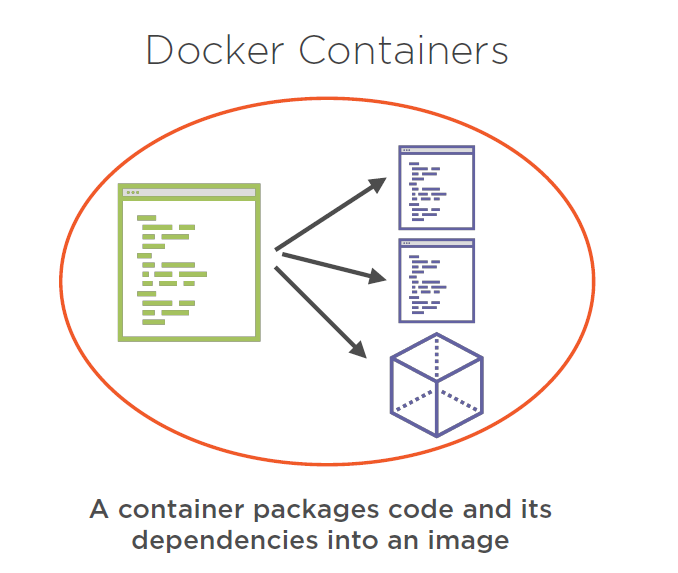 Docker Containers
A container packages code and its
dependencies into an image